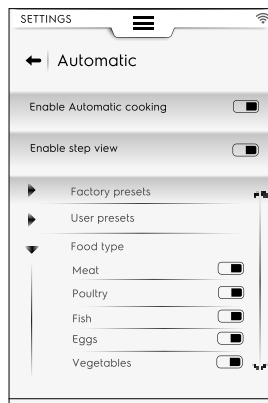 SETTINGS
Automatic
Enable Automatic cooking
Enable step view
Factory presets
User presets
Food type
Meat
Poultry
Fish
Eggs
Vegetables